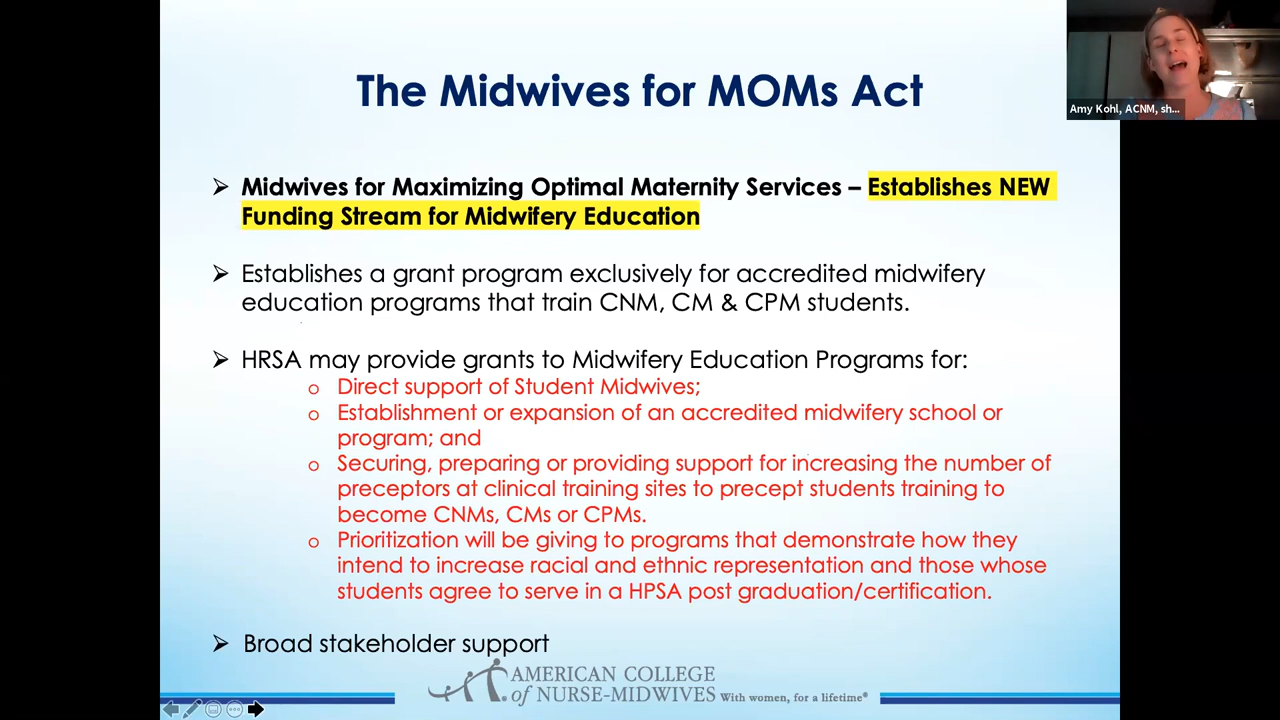 The Midwives for MOMs Act
Amy Kohl, ACNM, sh...
Midwives for Maximizing Optimal Maternity Services – Establishes NEW
Funding Stream for Midwifery Education
Establishes a grant program exclusively for accredited midwifery
education programs that train CNM, CM & CPM students.
HRSA may provide grants to Midwifery Education Programs for:
Direct support of Student Midwives;
Establishment or expansion of an accredited midwifery school or
program; and
Securing, preparing or providing support for increasing the number of
preceptors at clinical training sites to precept students training to
become CNMs, CMs or CPMs.
Prioritization will be giving to programs that demonstrate how they
intend to increase racial and ethnic representation and those whose
students agree to serve in a HPSA post graduation/certification.
Broad stakeholder support
AMERICAN COLLEGE
of NURSE-MIDWIVES With women, for a lifetime®